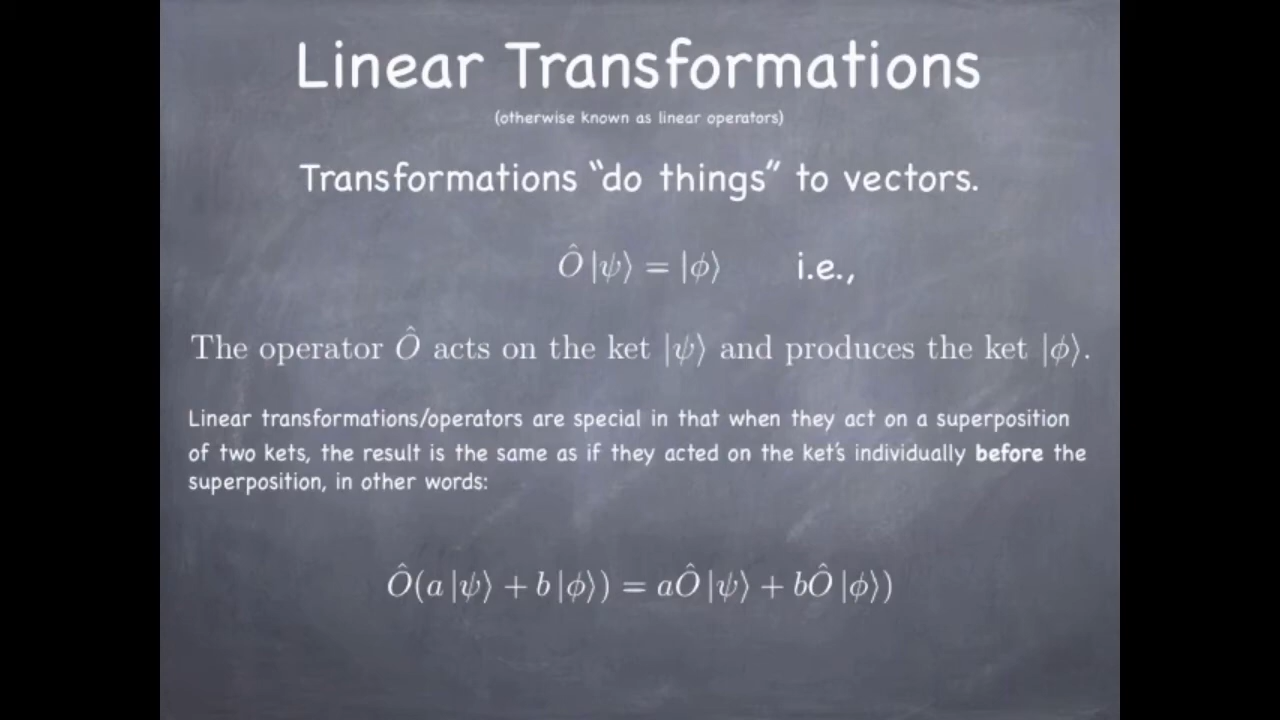 Linear Transformations
(otherwise known as linear operators)
Transformations “do things” to vectors.
Ô |ψ⟩ = |ϕ⟩ i.e.,
The operator Ô acts on the ket |ψ⟩ and produces the ket |ϕ⟩.
Linear transformations/operators are special in that when they act on a superposition
of two kets, the result is the same as if they acted on the ket’s individually before the
superposition, in other words:
Ô(a |ψ⟩ + b |ϕ⟩) = aÔ |ψ⟩ + bÔ |ϕ⟩)